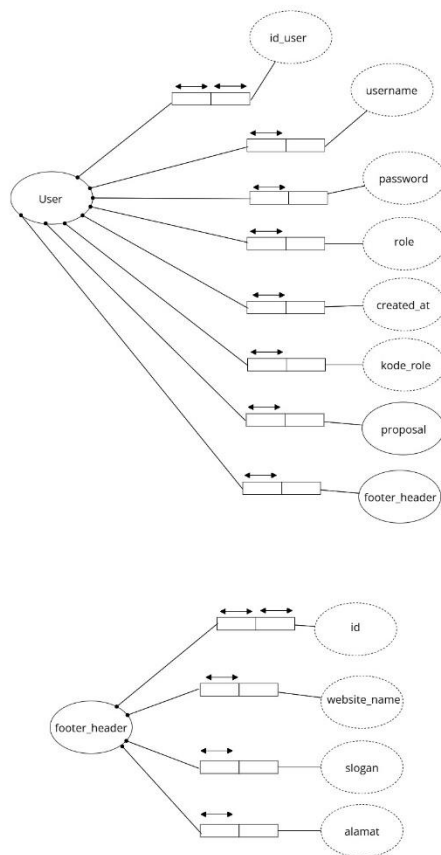 id_user
username
User
password
role
created_at
kode_role
proposal
footer_header
id
website_name
footer_header
slogan
alamat